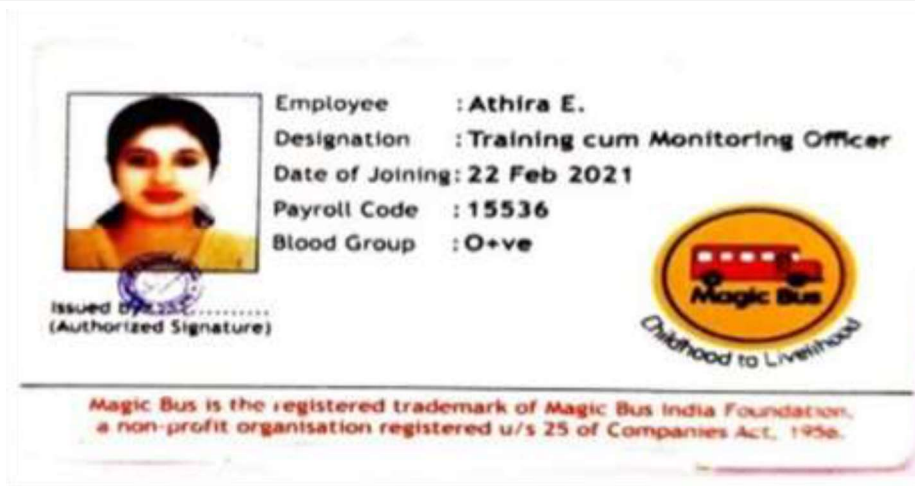 Employee : Athira E.
Designation : Training cum Monitoring Officer
Date of Joining : 22 Feb 2021
Payroll Code : 15536
Blood Group : O+ve
Issued By
(Authorized Signature)
Magic Bus
Childhood to Livelihood
Magic Bus is the registered trademark of Magic Bus India Foundation,
a non-profit organisation registered u/s 25 of Companies Act, 1956.